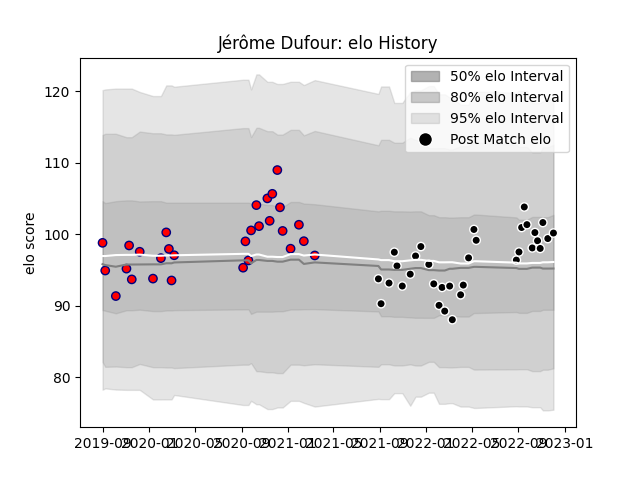 Jérôme Dufour: elo History
50% elo Interval
80% elo Interval
95% elo Interval
Post Match elo
elo score
120
110
100
90
80
2019-09 2020-01 2020-05 2020-09 2021-01 2021-05 2021-09 2022-01 2022-05 2022-09 2023-01